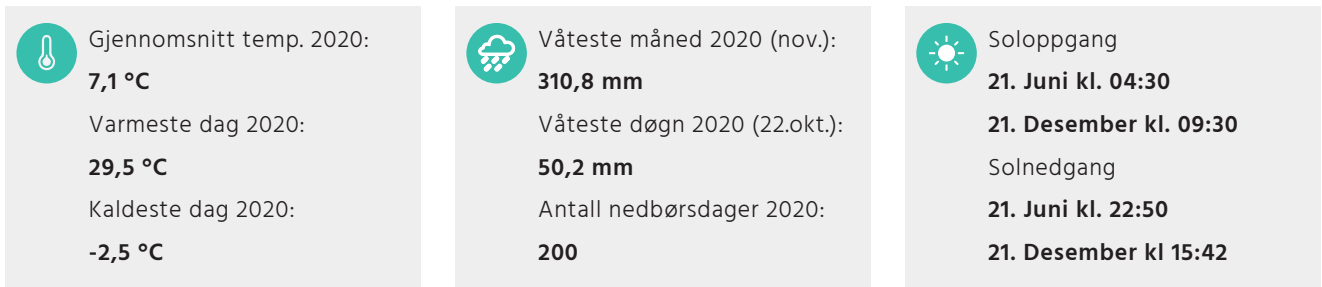 Gjennomsnitt temp. 2020:
7,1 °C
Varmeste dag 2020:
29,5 °C
Kaldeste dag 2020:
-2,5 °C
Våteste måned 2020 (nov.):
310,8 mm
Våteste døgn 2020 (22.okt.):
50,2 mm
Antall nedbørsdager 2020:
200
Soloppgang
21. Juni kl. 04:30
21. Desember kl. 09:30
Solnedgang
21. Juni kl. 22:50
21. Desember kl 15:42